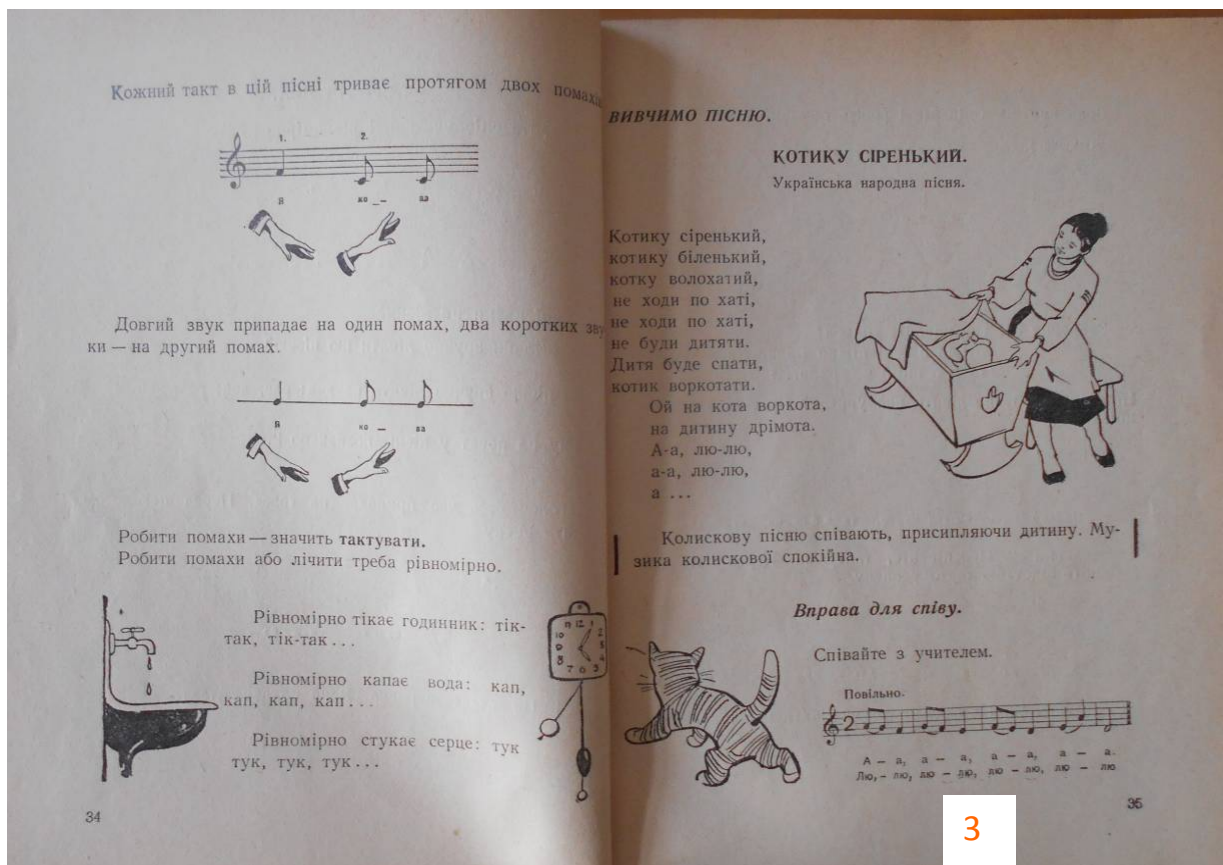 Кожний такт в цій пісні триває протягом двох помахів
1. 2.
Я ко – ва
Довгий звук припадає на один помах, два коротких зву
ки — на другий помах.
Я ко – ва
Робити помахи — значить тактувати.
Робити помахи або лічити треба рівномірно.
Рівномірно тікає годинник: тік-
так, тік-так...
Рівномірно капає вода: кап,
кап, кап, кап...
Рівномірно стукає серце: тук
тук, тук, тук...
34
ВИВЧИМО ПІСНЮ.
КОТИКУ СІРЕНЬКИЙ.
Українська народна пісня.
Котику сіренький,
котику біленький,
котку волохатий,
не ходи по хаті,
не ходи по хаті,
не буди дитяти.
Дитя буде спати,
котик воркотати.
Ой на кота воркота,
на дитину дрімота.
А-а, лю-лю,
а-а, лю-лю,
а ...
Колискову пісню співають, присипляючи дитину. Му-
зика колискової спокійна.
Вправа для співу.
Співайте з учителем.
Повільно.
2
А – а, а – а, а – а, а – а.
Лю, – лю, лю – лю, лю – лю, лю – лю
35
3